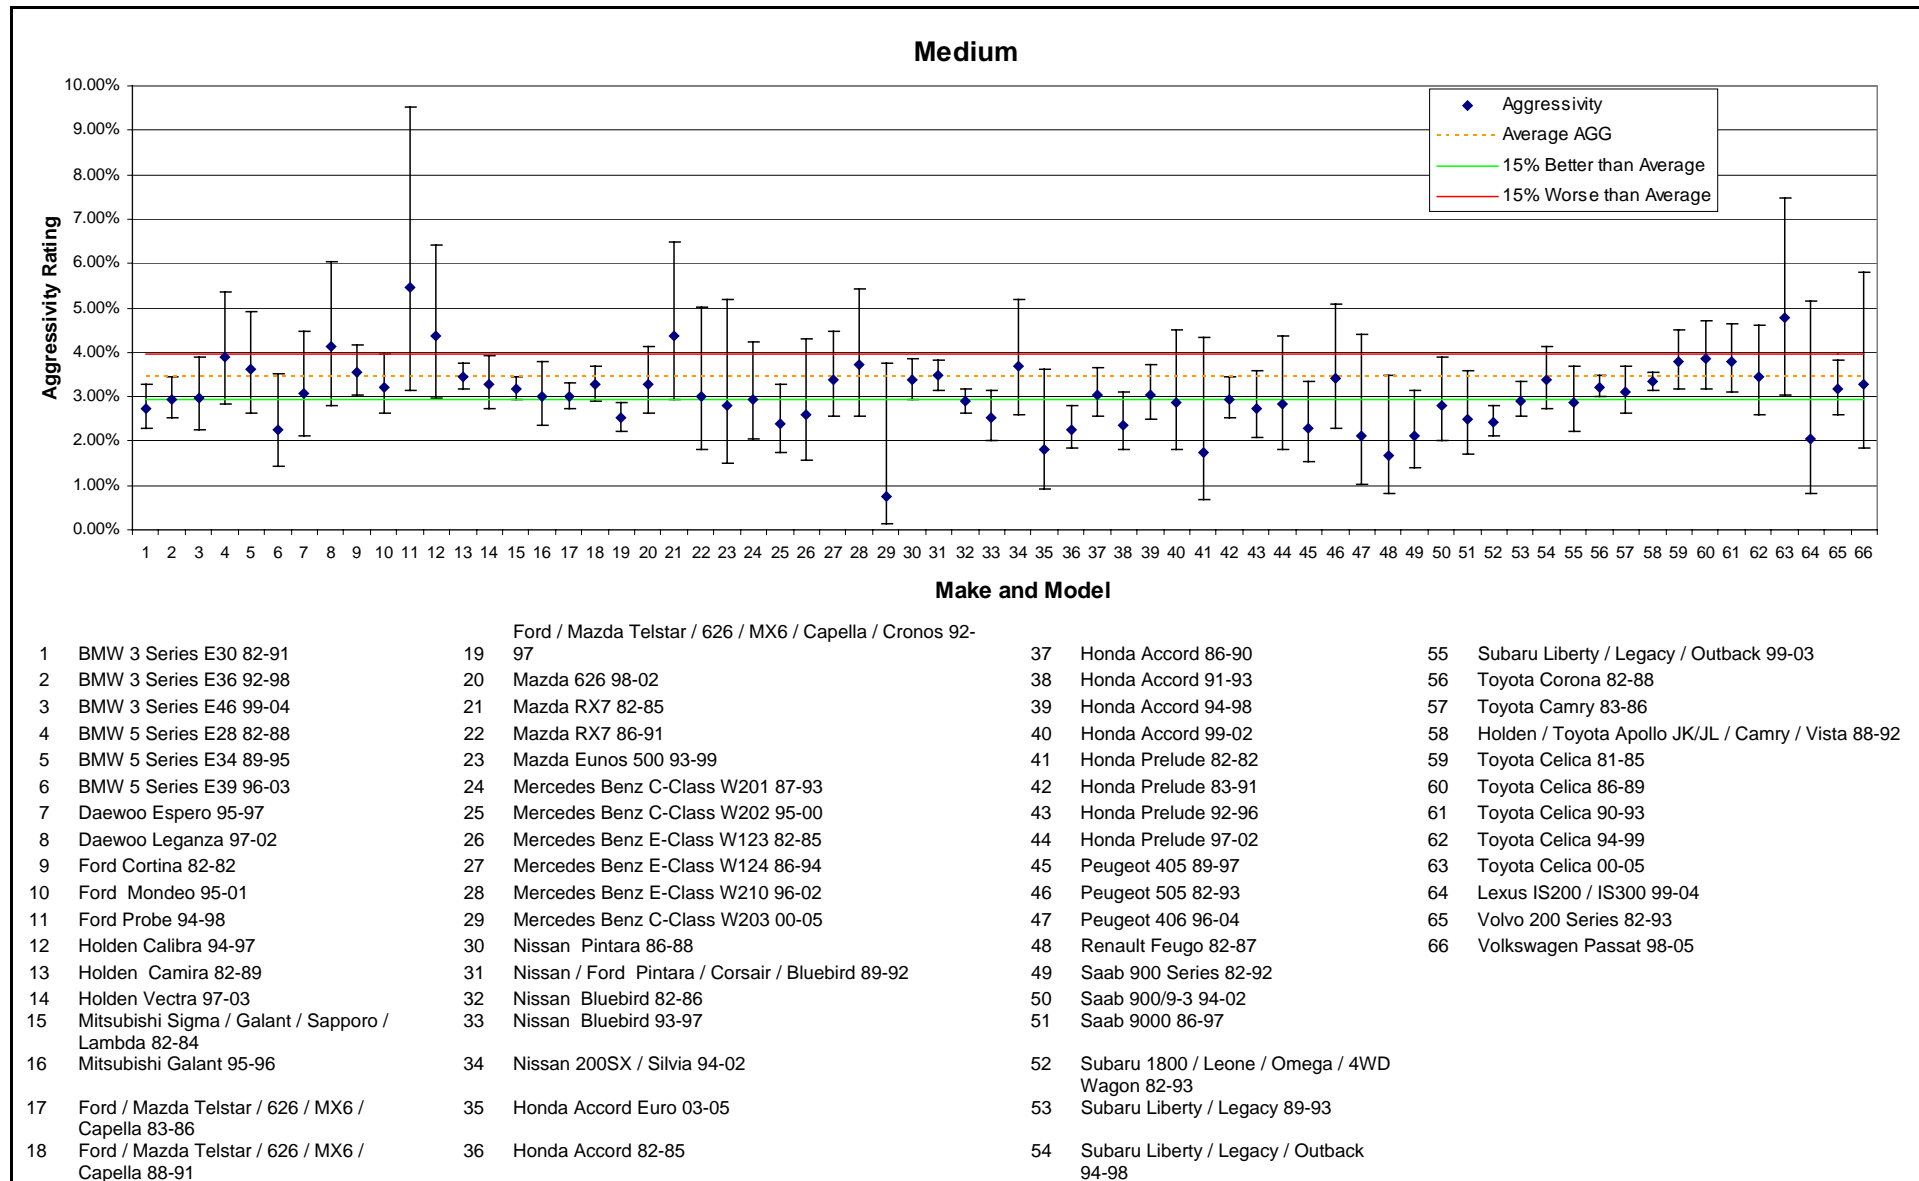 Medium
10.00%
9.00%
8.00%
7.00%
6.00%
5.00%
4.00%
3.00%
2.00%
1.00%
0.00%
Aggressivity Rating
Aggressivity
Average AGG
15% Better than Average
15% Worse than Average
1 2 3 4 5 6 7 8 9 10 11 12 13 14 15 16 17 18 19 20 21 22 23 24 25 26 27 28 29 30 31 32 33 34 35 36 37 38 39 40 41 42 43 44 45 46 47 48 49 50 51 52 53 54 55 56 57 58 59 60 61 62 63 64 65 66
Make and Model
1 BMW 3 Series E30 82-91
2 BMW 3 Series E36 92-98
3 BMW 3 Series E46 99-04
4 BMW 5 Series E28 82-88
5 BMW 5 Series E34 89-95
6 BMW 5 Series E39 96-03
7 Daewoo Espero 95-97
8 Daewoo Leganza 97-02
9 Ford Cortina 82-82
10 Ford Mondeo 95-01
11 Ford Probe 94-98
12 Holden Calibra 94-97
13 Holden Camira 82-89
14 Holden Vectra 97-03
15 Mitsubishi Sigma / Galant / Sapporo /
Lambda 82-84
16 Mitsubishi Galant 95-96
17 Ford / Mazda Telstar / 626 / MX6 /
Capella 83-86
18 Ford / Mazda Telstar / 626 / MX6 /
Capella 88-91
Ford / Mazda Telstar / 626 / MX6 / Capella / Cronos 92-
19 97
20 Mazda 626 98-02
21 Mazda RX7 82-85
22 Mazda RX7 86-91
23 Mazda Eunos 500 93-99
24 Mercedes Benz C-Class W201 87-93
25 Mercedes Benz C-Class W202 95-00
26 Mercedes Benz E-Class W123 82-85
27 Mercedes Benz E-Class W124 86-94
28 Mercedes Benz E-Class W210 96-02
29 Mercedes Benz C-Class W203 00-05
30 Nissan Pintara 86-88
31 Nissan / Ford Pintara / Corsair / Bluebird 89-92
32 Nissan Bluebird 82-86
33 Nissan Bluebird 93-97
34 Nissan 200SX / Silvia 94-02
35 Honda Accord Euro 03-05
36 Honda Accord 82-85
37 Honda Accord 86-90
38 Honda Accord 91-93
39 Honda Accord 94-98
40 Honda Accord 99-02
41 Honda Prelude 82-82
42 Honda Prelude 83-91
43 Honda Prelude 92-96
44 Honda Prelude 97-02
45 Peugeot 405 89-97
46 Peugeot 505 82-93
47 Peugeot 406 96-04
48 Renault Feugo 82-87
49 Saab 900 Series 82-92
50 Saab 900/9-3 94-02
51 Saab 9000 86-97
52 Subaru 1800 / Leone / Omega / 4WD
Wagon 82-93
53 Subaru Liberty / Legacy 89-93
54 Subaru Liberty / Legacy / Outback
94-98
55 Subaru Liberty / Legacy / Outback 99-03
56 Toyota Corona 82-88
57 Toyota Camry 83-86
58 Holden / Toyota Apollo JK/JL / Camry / Vista 88-92
59 Toyota Celica 81-85
60 Toyota Celica 86-89
61 Toyota Celica 90-93
62 Toyota Celica 94-99
63 Toyota Celica 00-05
64 Lexus IS200 / IS300 99-04
65 Volvo 200 Series 82-93
66 Volkswagen Passat 98-05